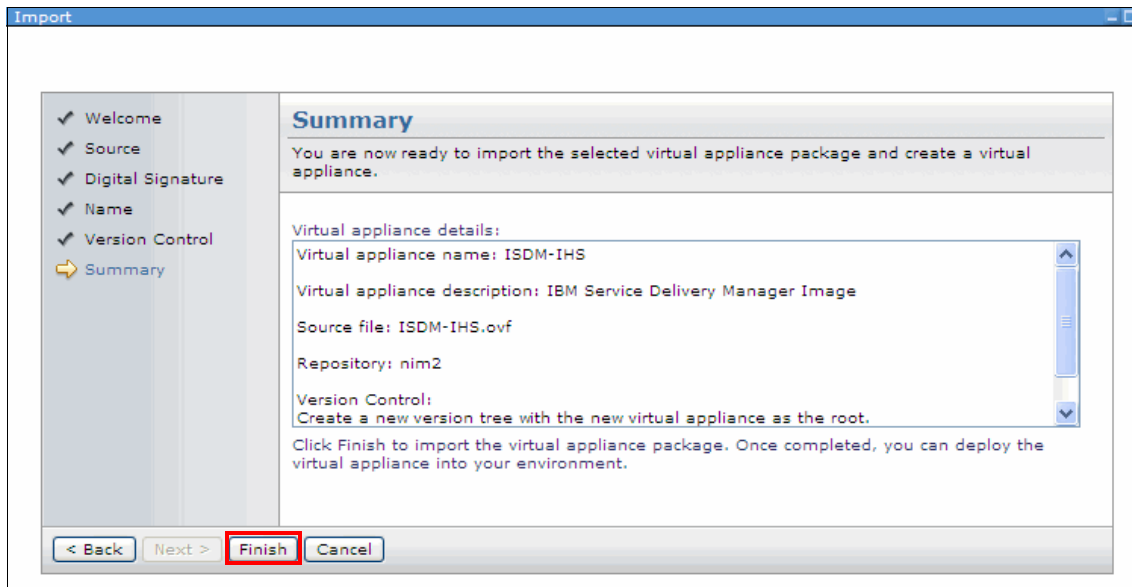 Import
Welcome
Source
Digital Signature
Name
Version Control
Summary
Summary
You are now ready to import the selected virtual appliance package and create a virtual
appliance.
Virtual appliance details:
Virtual appliance name: ISDM-IHS
Virtual appliance description: IBM Service Delivery Manager Image
Source file: ISDM-IHS.ovf
Repository: nim2
Version Control:
Create a new version tree with the new virtual appliance as the root.
Click Finish to import the virtual appliance package. Once completed, you can deploy the
virtual appliance into your environment.
< Back Next > Finish Cancel